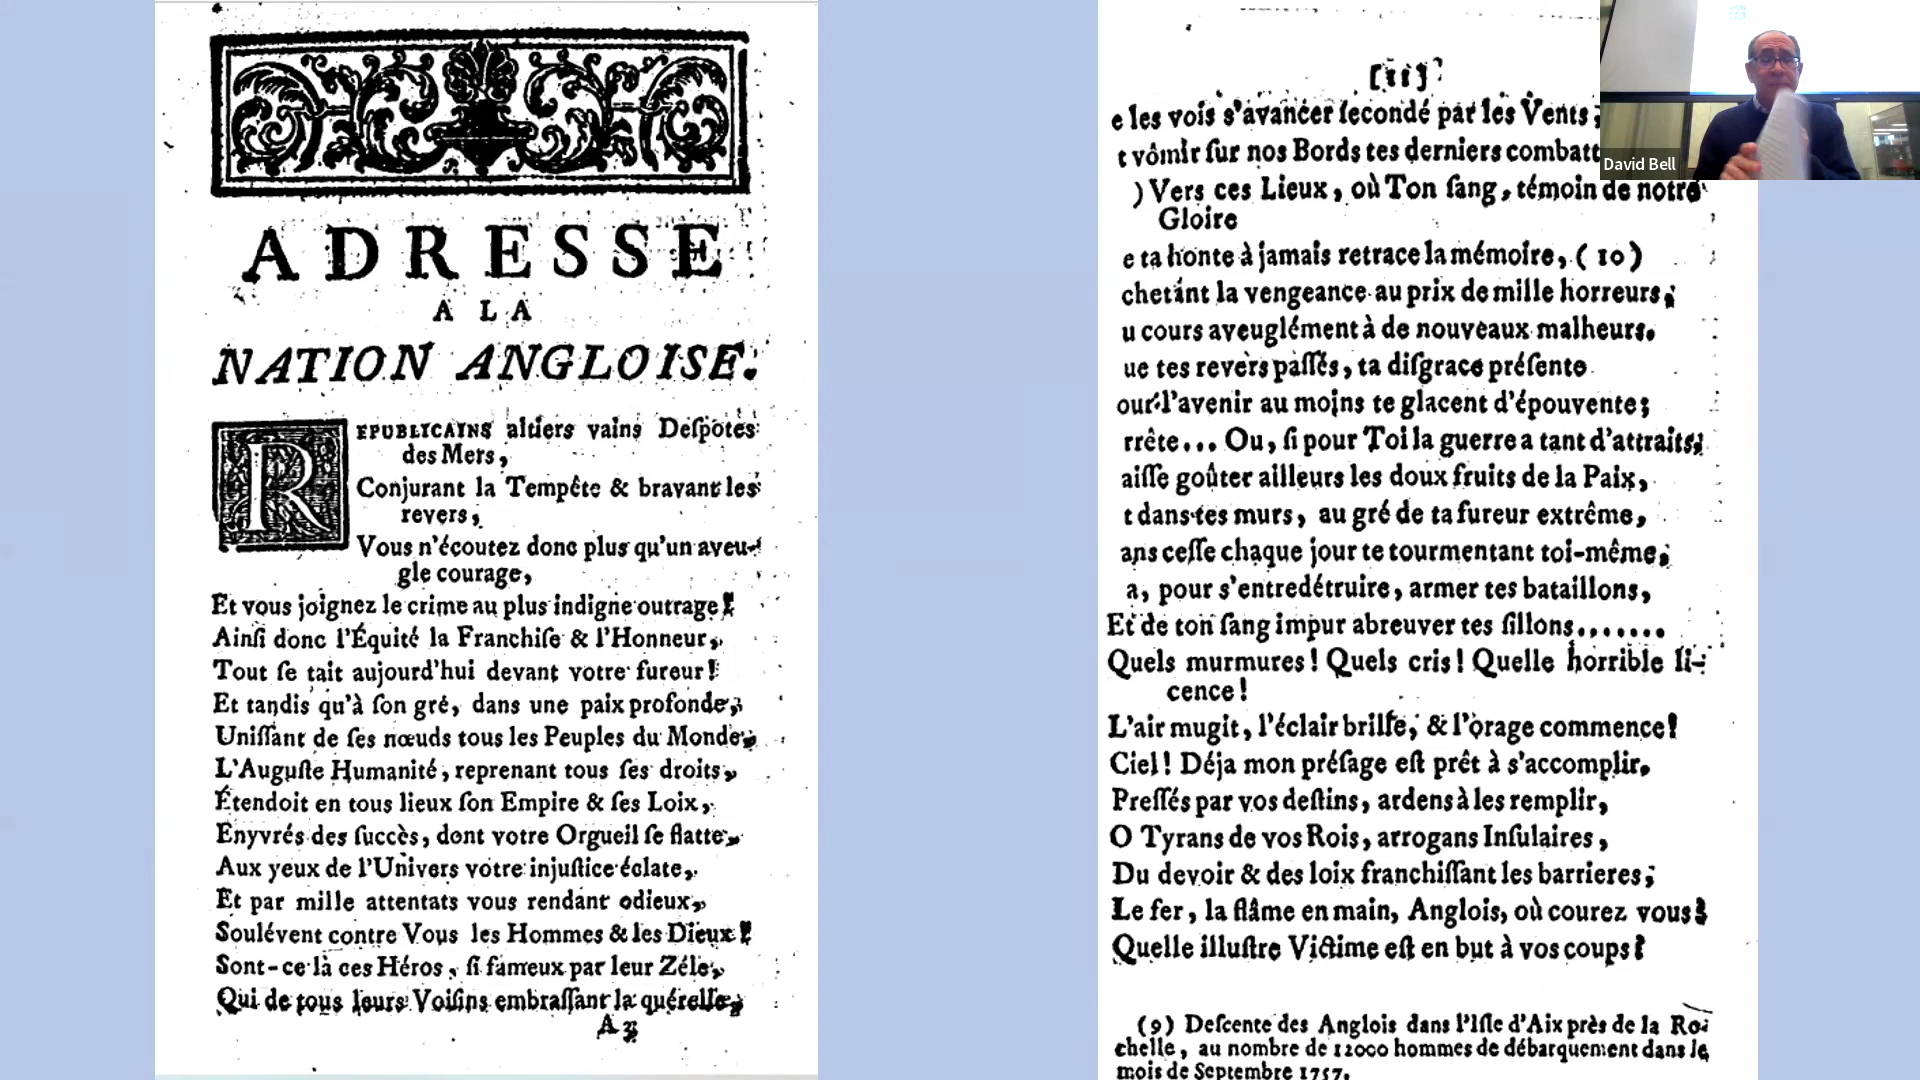 ADRESSE
A LA
NATION ANGLOISE.
REPUBLICAINS altiers vains Deſpotes
des Mers,
Conjurant la Tempête & bravant les
revers,
Vous n'écoutez donc plus qu'un aveu-
gle courage,
Et vous joignez le crime au plus indigne outrage!
Ainſi donc l'Équité la Franchiſe & l'Honneur,
Tout ſe tait aujourd'hui devant votre fureur!
Et tandis qu'à ſon gré, dans une paix profonde,
Uniſſant de ſes nœuds tous les Peuples du Monde,
L'Auguſte Humanité, reprenant tous ſes droits,
Étendoit en tous lieux ſon Empire & ſes Loix,
Enyvrés des ſuccès, dont votre Orgueil ſe flatte,
Aux yeux de l'Univers votre injuſtice éclate,
Et par mille attentats vous rendant odieux,
Soulévent contre Vous les Hommes & les Dieux!
Sont-ce là ces Héros, ſi fameux par leur Zéle,
Qui de tous leurs Voiſins embraſſant la quérelle,
[11]
e les vois s'avancer ſecondé par les Vents,
t vômir ſur nos Bords tes derniers combatt
) Vers ces Lieux, où Ton ſang, témoin de notre
Gloire
e ta honte à jamais retrace la mémoire, (10)
chetant la vengeance au prix de mille horreurs,
u cours aveuglément à de nouveaux malheurs.
ue tes revers paſſés, ta diſgrace préſente
our l'avenir au moins te glacent d'épouvente;
rrête... Ou, ſi pour Toi la guerre a tant d'attraits,
aiſſe goûter ailleurs les doux fruits de la Paix,
t dans tes murs, au gré de ta fureur extrême,
ans ceſſe chaque jour te tourmentant toi-même,
a, pour s'entredétruire, armer tes bataillons,
Et de ton ſang impur abreuver tes ſillons.......
Quels murmures! Quels cris! Quelle horrible li-
cence!
L'air mugit, l'éclair brille, & l'orage commence!
Ciel! Déja mon préſage eſt prêt à s'accomplir.
Preſſés par vos deſtins, ardens à les remplir,
O Tyrans de vos Rois, arrogans Inſulaires,
Du devoir & des loix franchiſſant les barrieres;
Le fer, la flâme en main, Anglois, où courez vous?
Quelle illuſtre Victime eſt en but à vos coups?
(9) Deſcente des Anglois dans l'Iſle d'Aix près de la Ro-
chelle, au nombre de 12000 hommes de débarquement dans le
mois de Septembre 1757.
David Bell